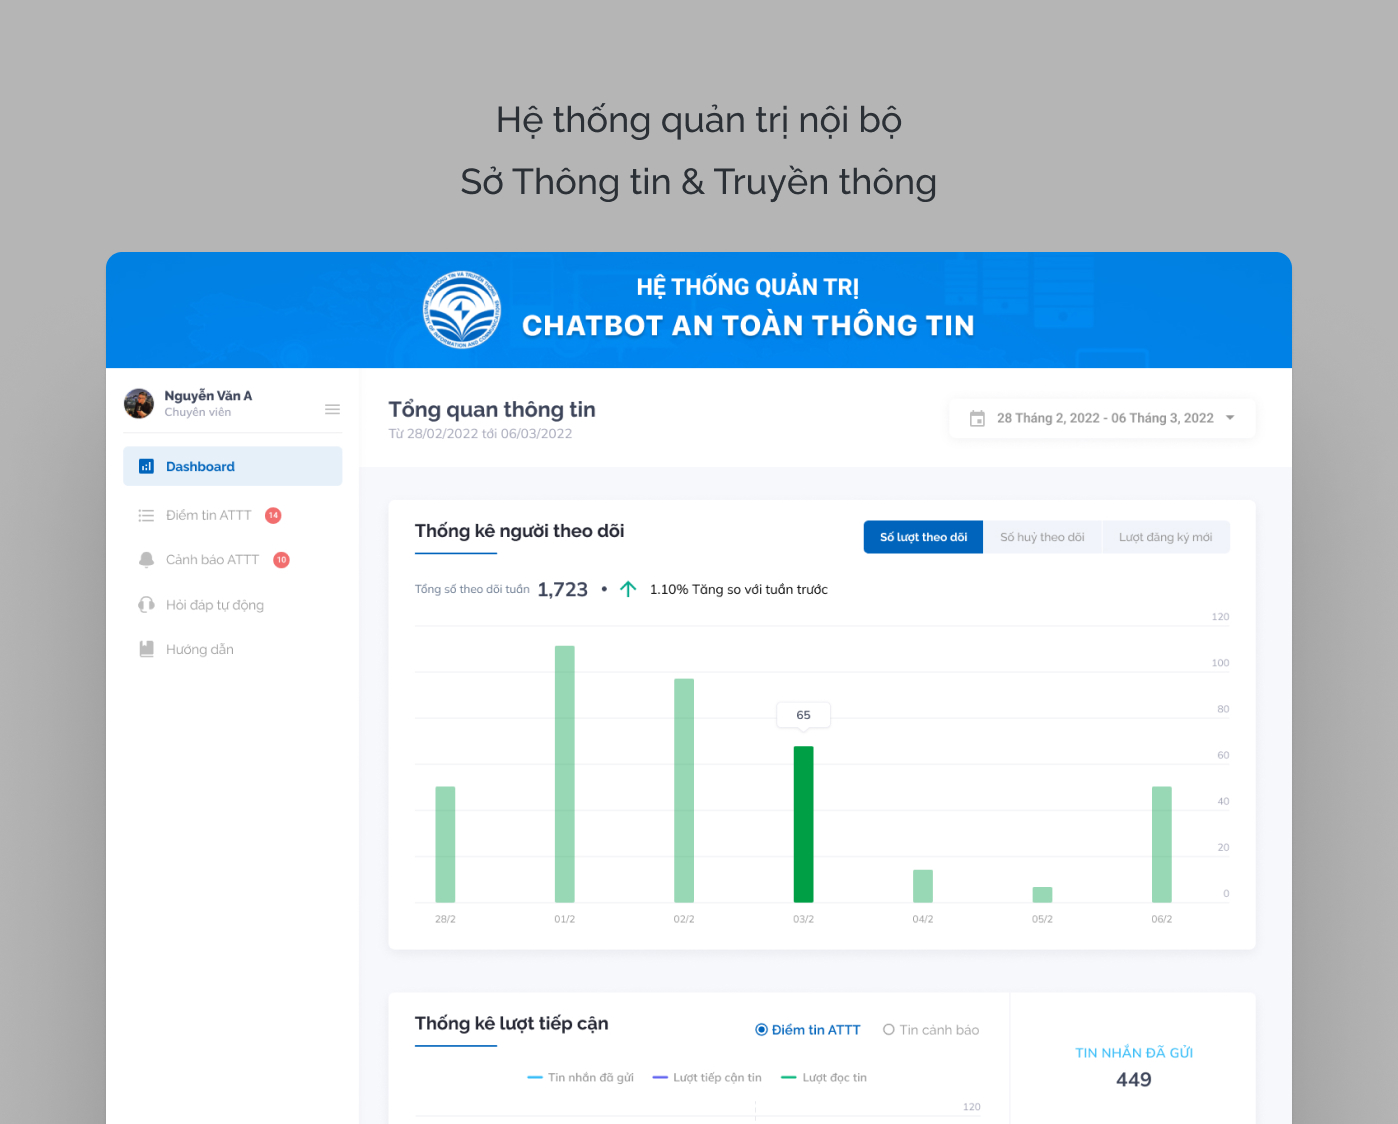 Hệ thống quản trị nội bộ
Sở Thông tin & Truyền thông
HỆ THỐNG QUẢN TRỊ
CHATBOT AN TOÀN THÔNG TIN
Nguyễn Văn A
Chuyên viên
Dashboard
Điểm tin ATTT 14
Cảnh báo ATTT 10
Hỏi đáp tự động
Hướng dẫn
Tổng quan thông tin
Từ 28/02/2022 tới 06/03/2022
28 Tháng 2, 2022 - 06 Tháng 3, 2022
Thống kê người theo dõi
Số lượt theo dõi Số huỷ theo dõi Lượt đăng ký mới
Tổng số theo dõi tuần 1,723 • 1.10% Tăng so với tuần trước
120
100
80
60
40
20
0
65
28/2 01/2 02/2 03/2 04/2 05/2 06/2
Thống kê lượt tiếp cận
Điểm tin ATTT Tin cảnh báo
Tin nhắn đã gửi Lượt tiếp cận tin Lượt đọc tin
120
TIN NHẮN ĐÃ GỬI
449